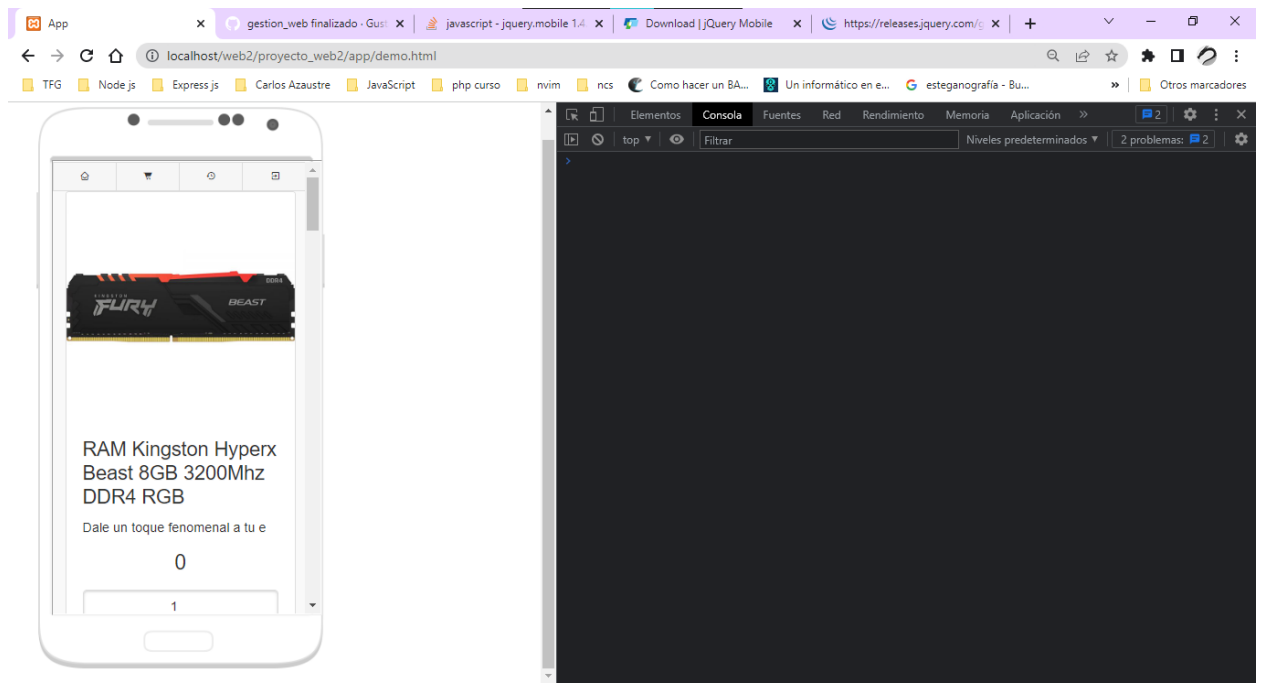 App
gestion_web finalizado · Gust
javascript - jquery.mobile 1.4
Download | jQuery Mobile
https://releases.jquery.com/g
localhost/web2/proyecto_web2/app/demo.html
TFG Node js Express js Carlos Azaustre JavaScript php curso nvim ncs Como hacer un BA... Un informático en e... esteganografía - Bu... » Otros marcadores
Elementos Consola Fuentes Red Rendimiento Memoria Aplicación » 2
top Filtrar Niveles predeterminados 2 problemas: 2
KINGSTON
FURY
BEAST
DDR4
RAM Kingston Hyperx
Beast 8GB 3200Mhz
DDR4 RGB
Dale un toque fenomenal a tu e
0
1